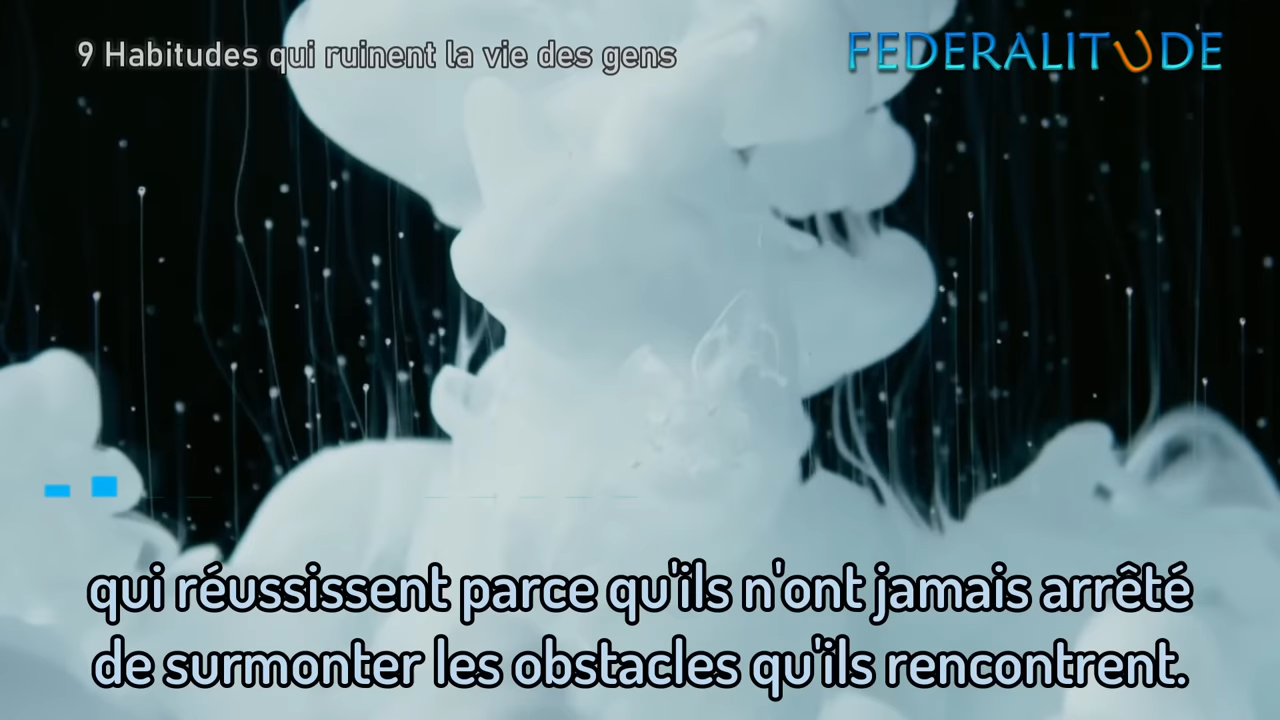 9 Habitudes qui ruinent la vie des gens
FEDERALITUDE
qui réussissent parce qu'ils n'ont jamais arrêté
de surmonter les obstacles qu'ils rencontrent.